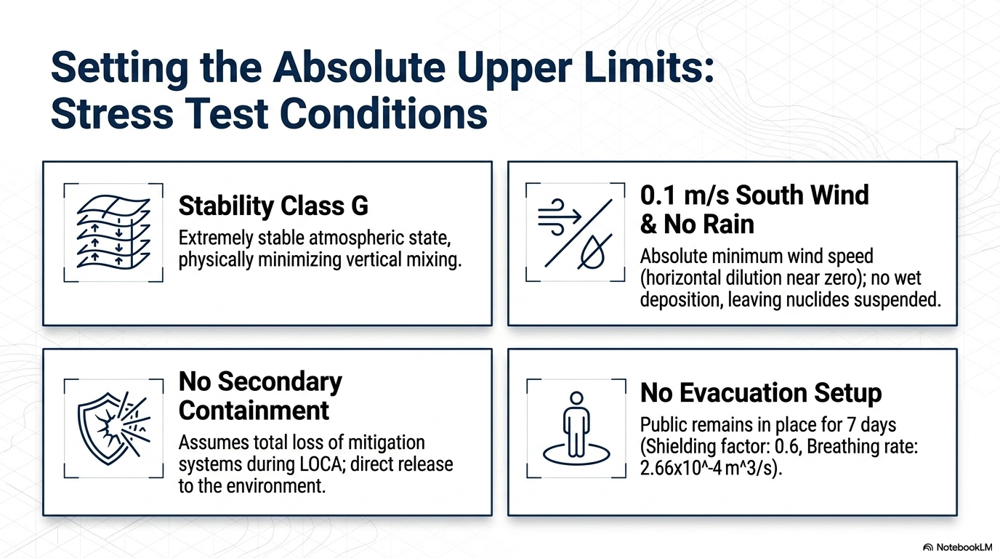 Setting the Absolute Upper Limits:
Stress Test Conditions
Stability Class G
Extremely stable atmospheric state,
physically minimizing vertical mixing.
0.1 m/s South Wind
& No Rain
Absolute minimum wind speed
(horizontal dilution near zero); no wet
deposition, leaving nuclides suspended.
No Secondary
Containment
Assumes total loss of mitigation
systems during LOCA; direct release
to the environment.
No Evacuation Setup
Public remains in place for 7 days
(Shielding factor: 0.6, Breathing rate:
2.66x10^-4 m^3/s).
NotebookLM